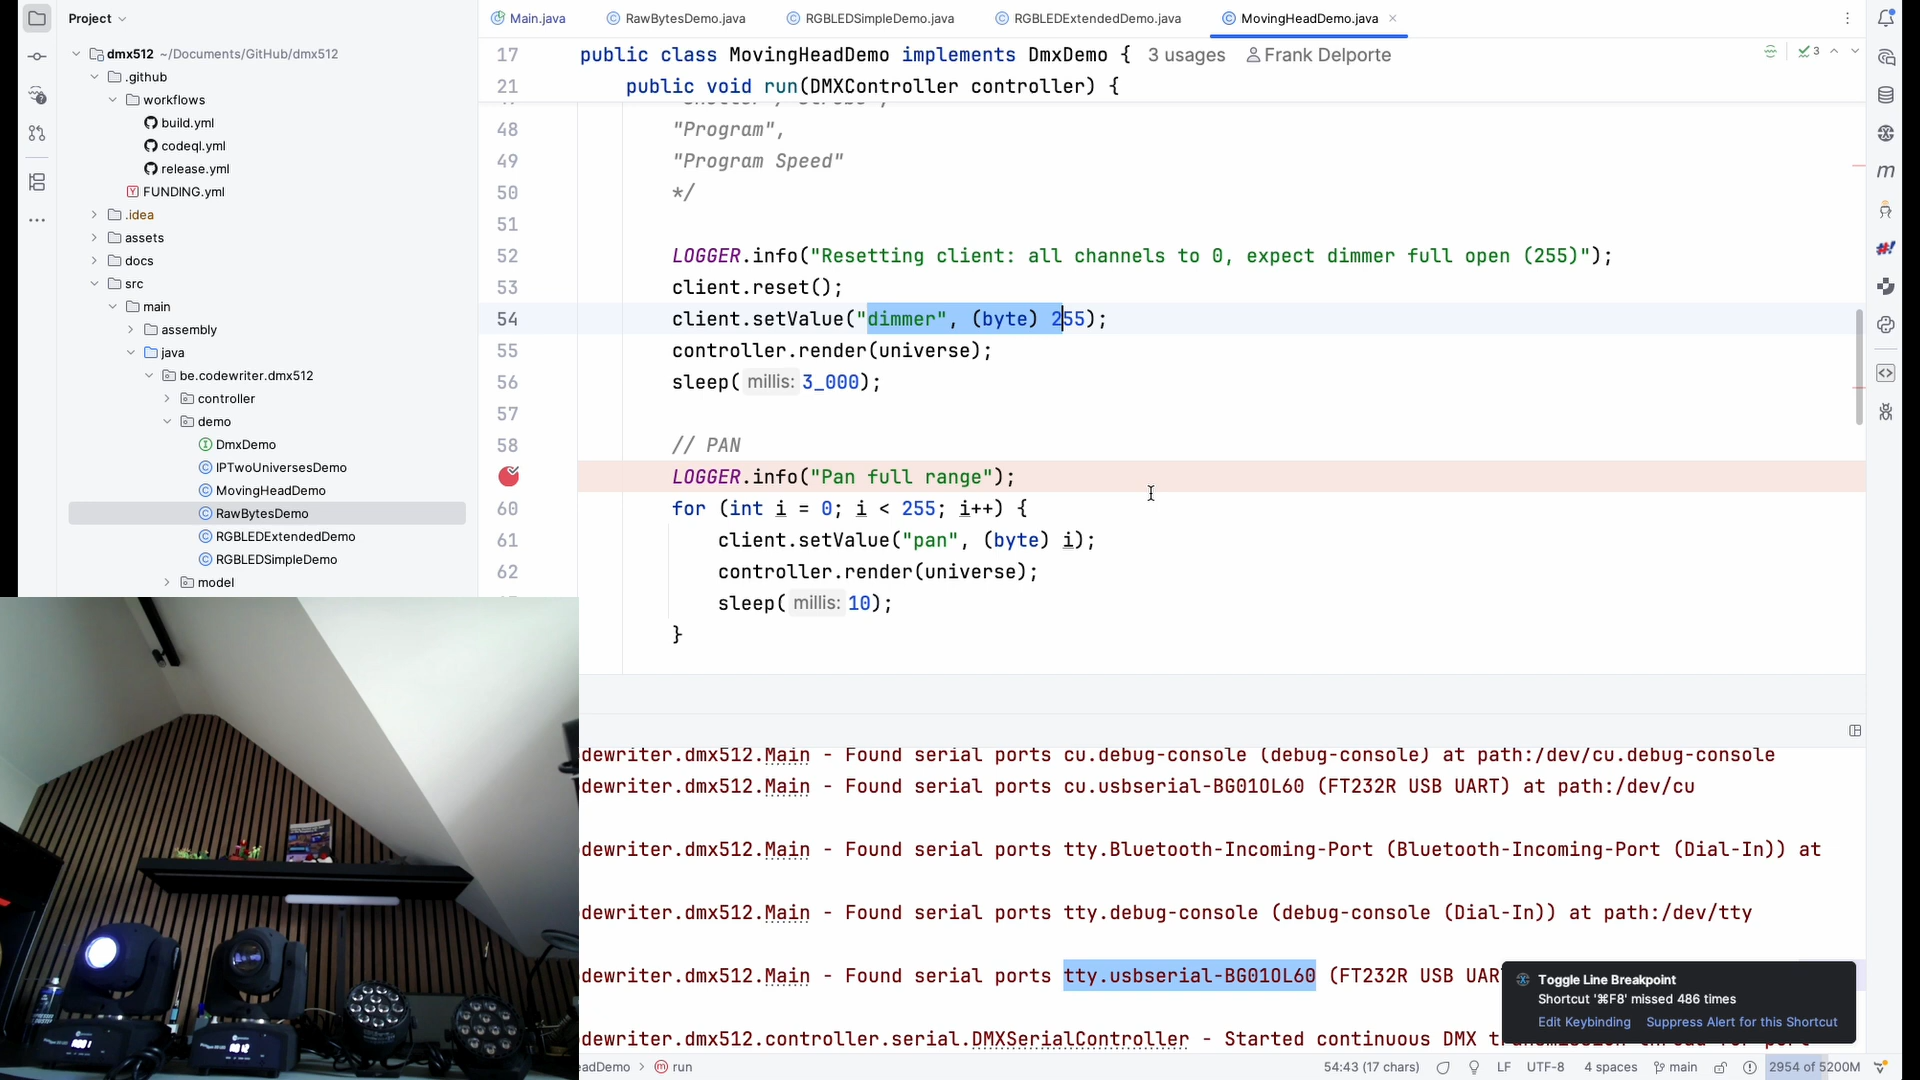 Project
Main.java
RawBytesDemo.java
RGBLEDSimpleDemo.java
RGBLEDExtendedDemo.java
MovingHeadDemo.java
dmx512 ~/Documents/GitHub/dmx512
.github
workflows
build.yml
codeql.yml
release.yml
FUNDING.yml
.idea
assets
docs
src
main
assembly
java
be.codewriter.dmx512
controller
demo
DmxDemo
IPTwoUniversesDemo
MovingHeadDemo
RawBytesDemo
RGBLEDExtendedDemo
RGBLEDSimpleDemo
model
17 public class MovingHeadDemo implements DmxDemo { 3 usages Frank Delporte
3
21 public void run(DMXController controller) {
48 "Program",
49 "Program Speed"
50 */
51
52 LOGGER.info("Resetting client: all channels to 0, expect dimmer full open (255)");
53 client.reset();
54 client.setValue("dimmer", (byte) 255);
55 controller.render(universe);
56 sleep( millis: 3_000);
57
58 // PAN
LOGGER.info("Pan full range");
60 for (int i = 0; i < 255; i++) {
61 client.setValue("pan", (byte) i);
62 controller.render(universe);
sleep( millis: 10);
}
dewriter.dmx512.Main - Found serial ports cu.debug-console (debug-console) at path:/dev/cu.debug-console
dewriter.dmx512.Main - Found serial ports cu.usbserial-BG01OL60 (FT232R USB UART) at path:/dev/cu
dewriter.dmx512.Main - Found serial ports tty.Bluetooth-Incoming-Port (Bluetooth-Incoming-Port (Dial-In)) at
dewriter.dmx512.Main - Found serial ports tty.debug-console (debug-console (Dial-In)) at path:/dev/tty
dewriter.dmx512.Main - Found serial ports tty.usbserial-BG01OL60 (FT232R USB UAR
dewriter.dmx512.controller.serial.DMXSerialController - Started continuous DMX transmission thread for port
Toggle Line Breakpoint
Shortcut '⌘F8' missed 486 times
Edit Keybinding Suppress Alert for this Shortcut
eadDemo > run
54:43 (17 chars)
LF
UTF-8
4 spaces
main
2954 of 5200M